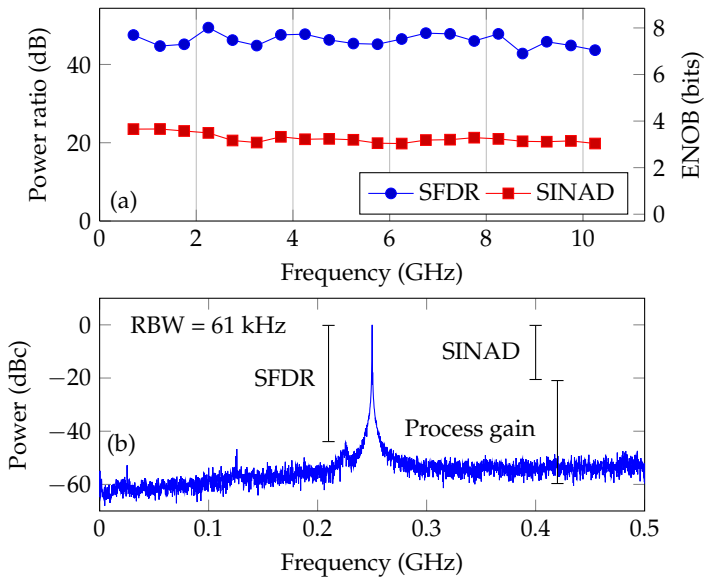 Power ratio (dB)
40
20
0
8
6
4
2
0
ENOB (bits)
(a)
SFDR
SINAD
0 2 4 6 8 10
Frequency (GHz)
Power (dBc)
0
−20
−40
−60
RBW = 61 kHz
SFDR
SINAD
Process gain
(b)
0 0.1 0.2 0.3 0.4 0.5
Frequency (GHz)